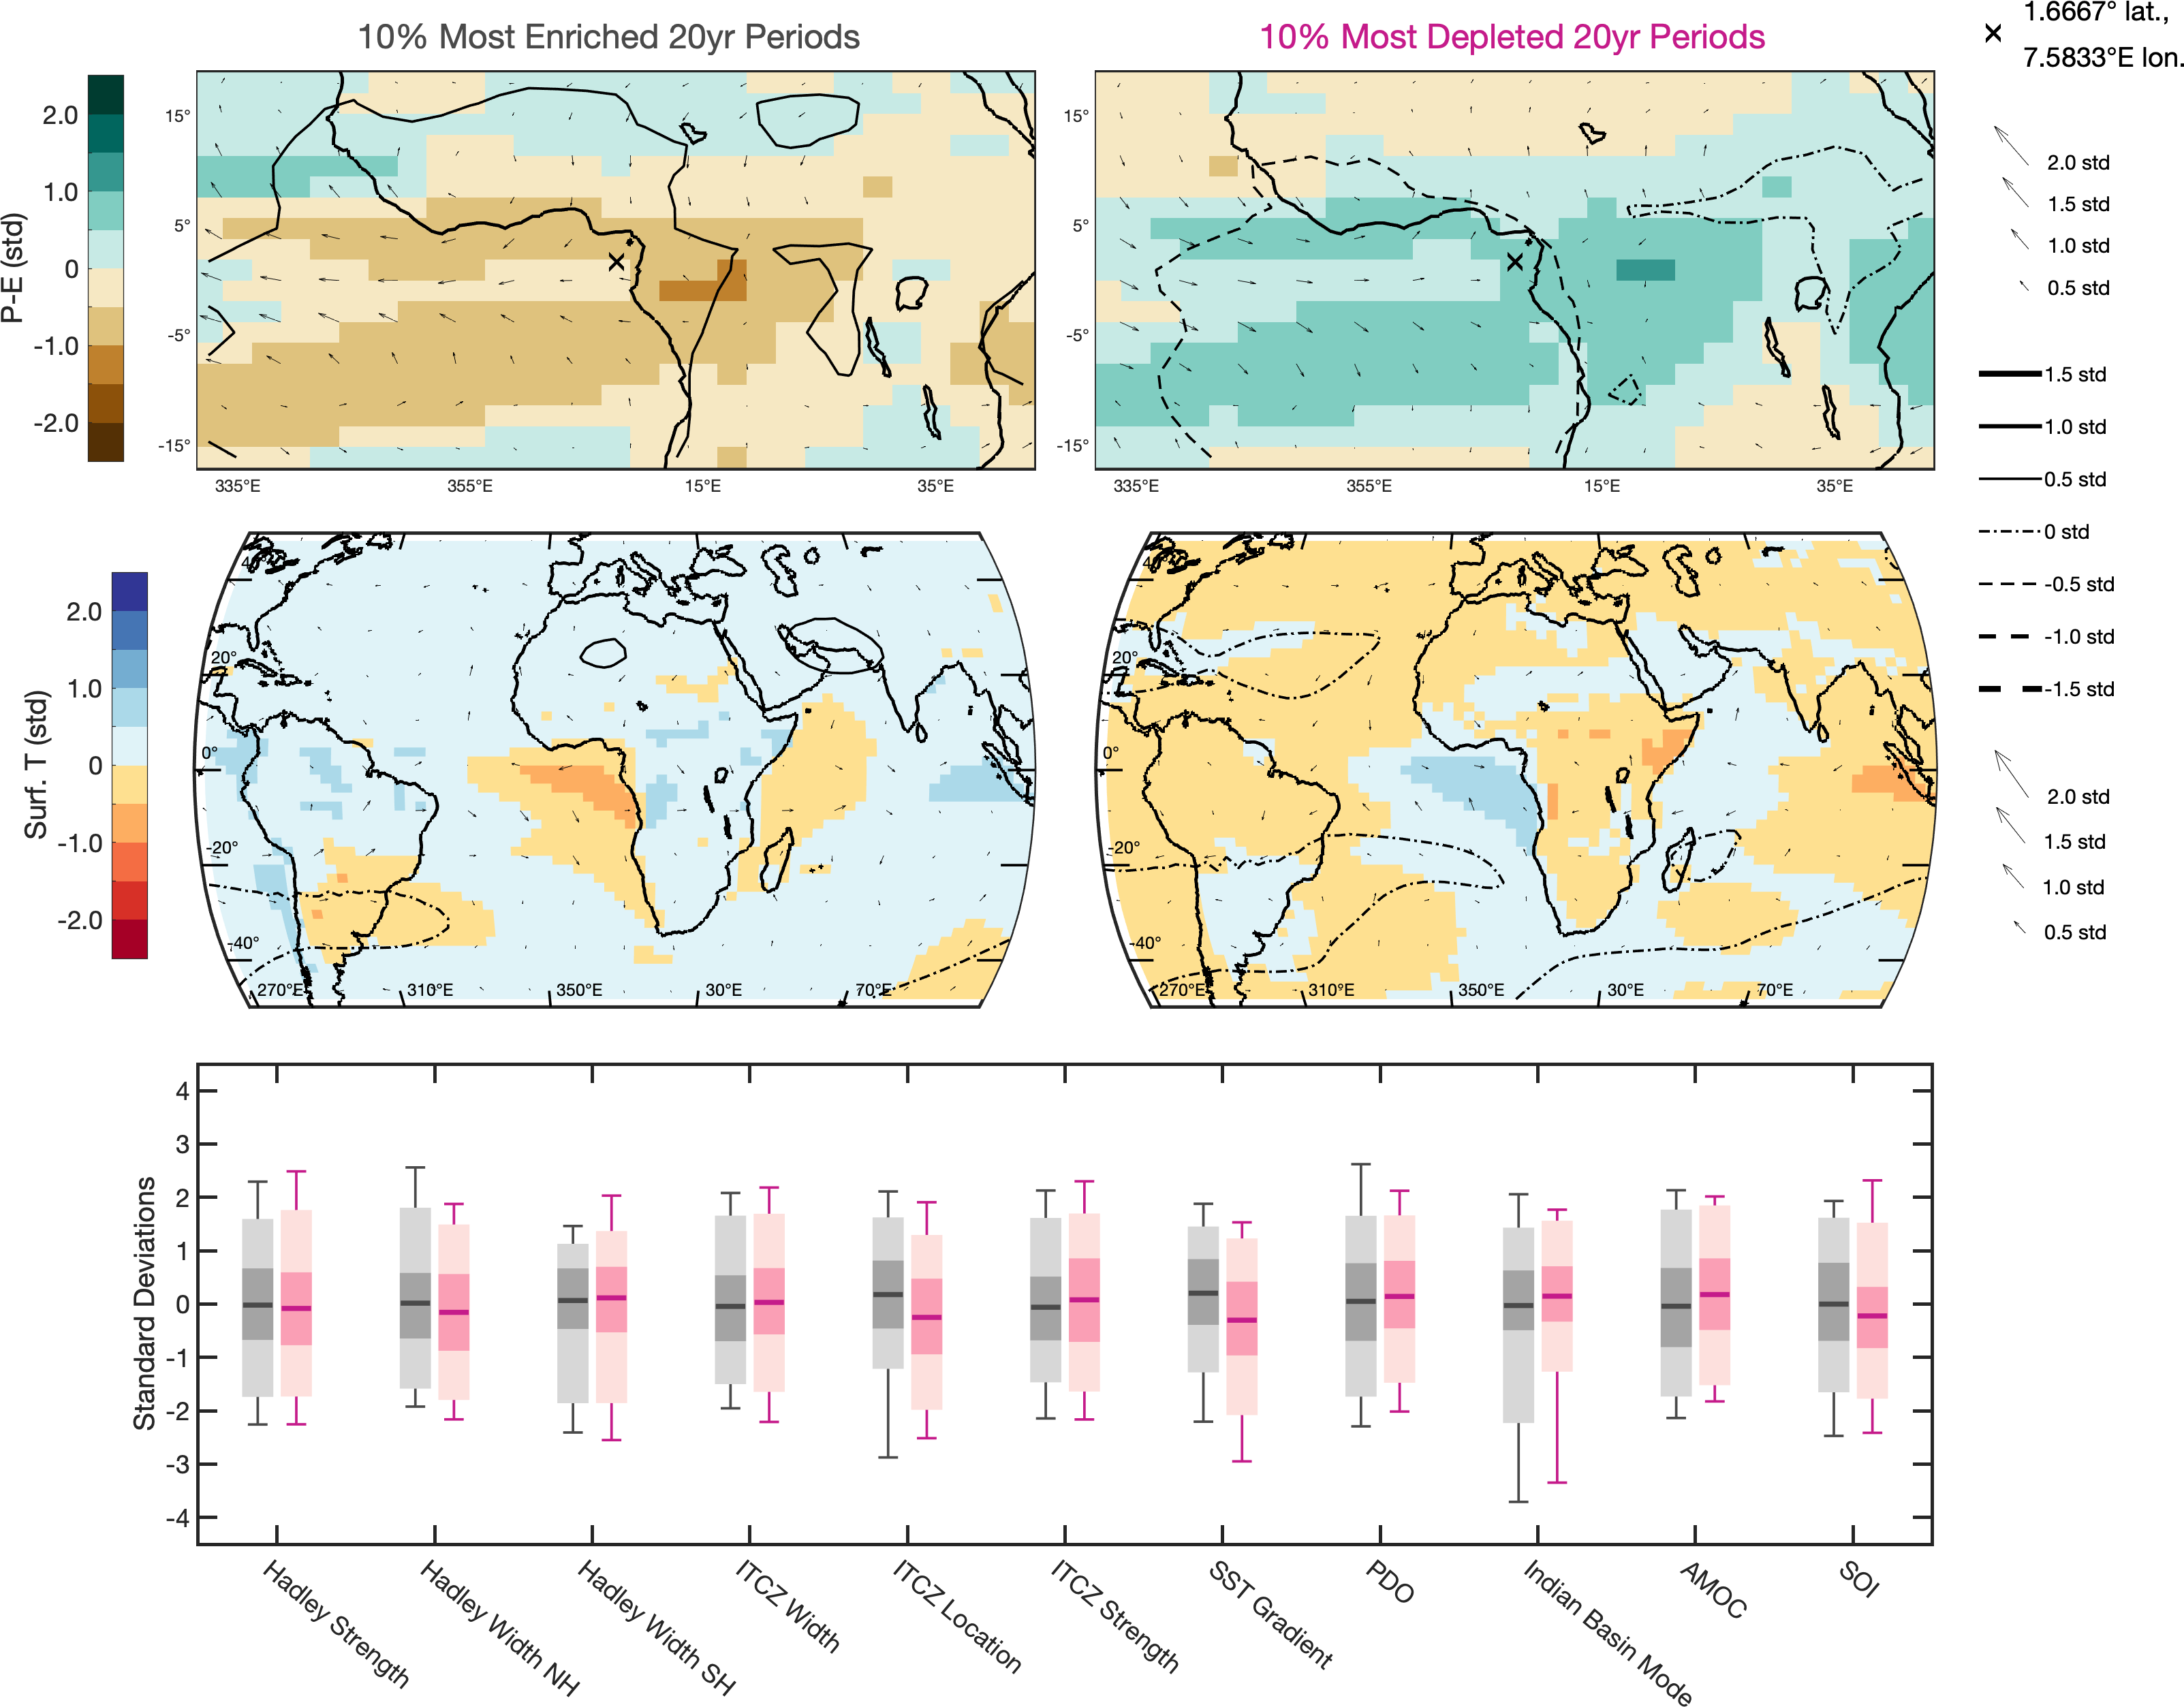 10% Most Enriched 20yr Periods
10% Most Depleted 20yr Periods
1.6667° lat.,
7.5833°E lon.
P-E (std)
2.0
1.0
0
-1.0
-2.0
15°
5°
-5°
-15°
335°E
355°E
15°E
35°E
15°
5°
-5°
-15°
335°E
355°E
15°E
35°E
2.0 std
1.5 std
1.0 std
0.5 std
1.5 std
1.0 std
0.5 std
0 std
-0.5 std
-1.0 std
-1.5 std
Surf. T (std)
2.0
1.0
0
-1.0
-2.0
40°
20°
0°
-20°
-40°
270°E
310°E
350°E
30°E
70°E
40°
20°
0°
-20°
-40°
270°E
310°E
350°E
30°E
70°E
2.0 std
1.5 std
1.0 std
0.5 std
Standard Deviations
4
3
2
1
0
-1
-2
-3
-4
Hadley Strength
Hadley Width NH
Hadley Width SH
ITCZ Width
ITCZ Location
ITCZ Strength
SST Gradient
PDO
Indian Basin Mode
AMOC
SOI